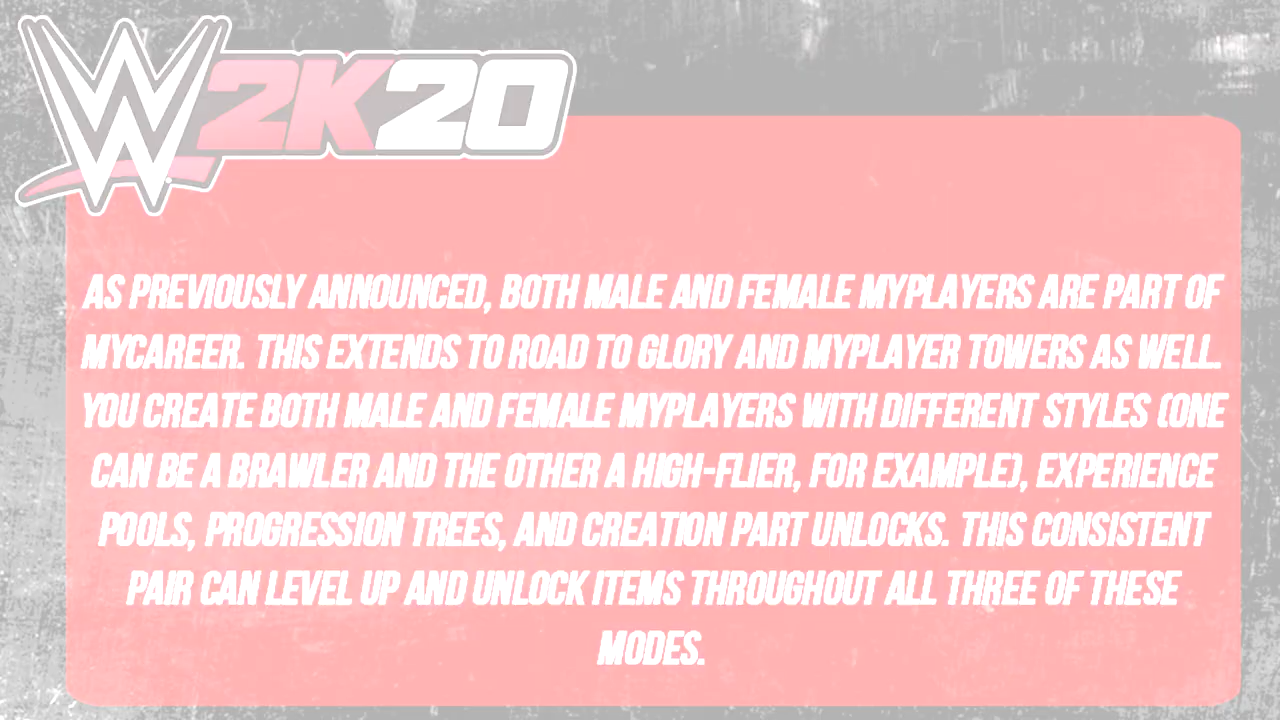 W2K20
AS PREVIOUSLY ANNOUNCED, BOTH MALE AND FEMALE MYPLAYERS ARE PART OF
MYCAREER. THIS EXTENDS TO ROAD TO GLORY AND MYPLAYER TOWERS AS WELL.
YOU CREATE BOTH MALE AND FEMALE MYPLAYERS WITH DIFFERENT STYLES (ONE
CAN BE A BRAWLER AND THE OTHER A HIGH-FLIER, FOR EXAMPLE), EXPERIENCE
POOLS, PROGRESSION TREES, AND CREATION PART UNLOCKS. THIS CONSISTENT
PAIR CAN LEVEL UP AND UNLOCK ITEMS THROUGHOUT ALL THREE OF THESE
MODES.